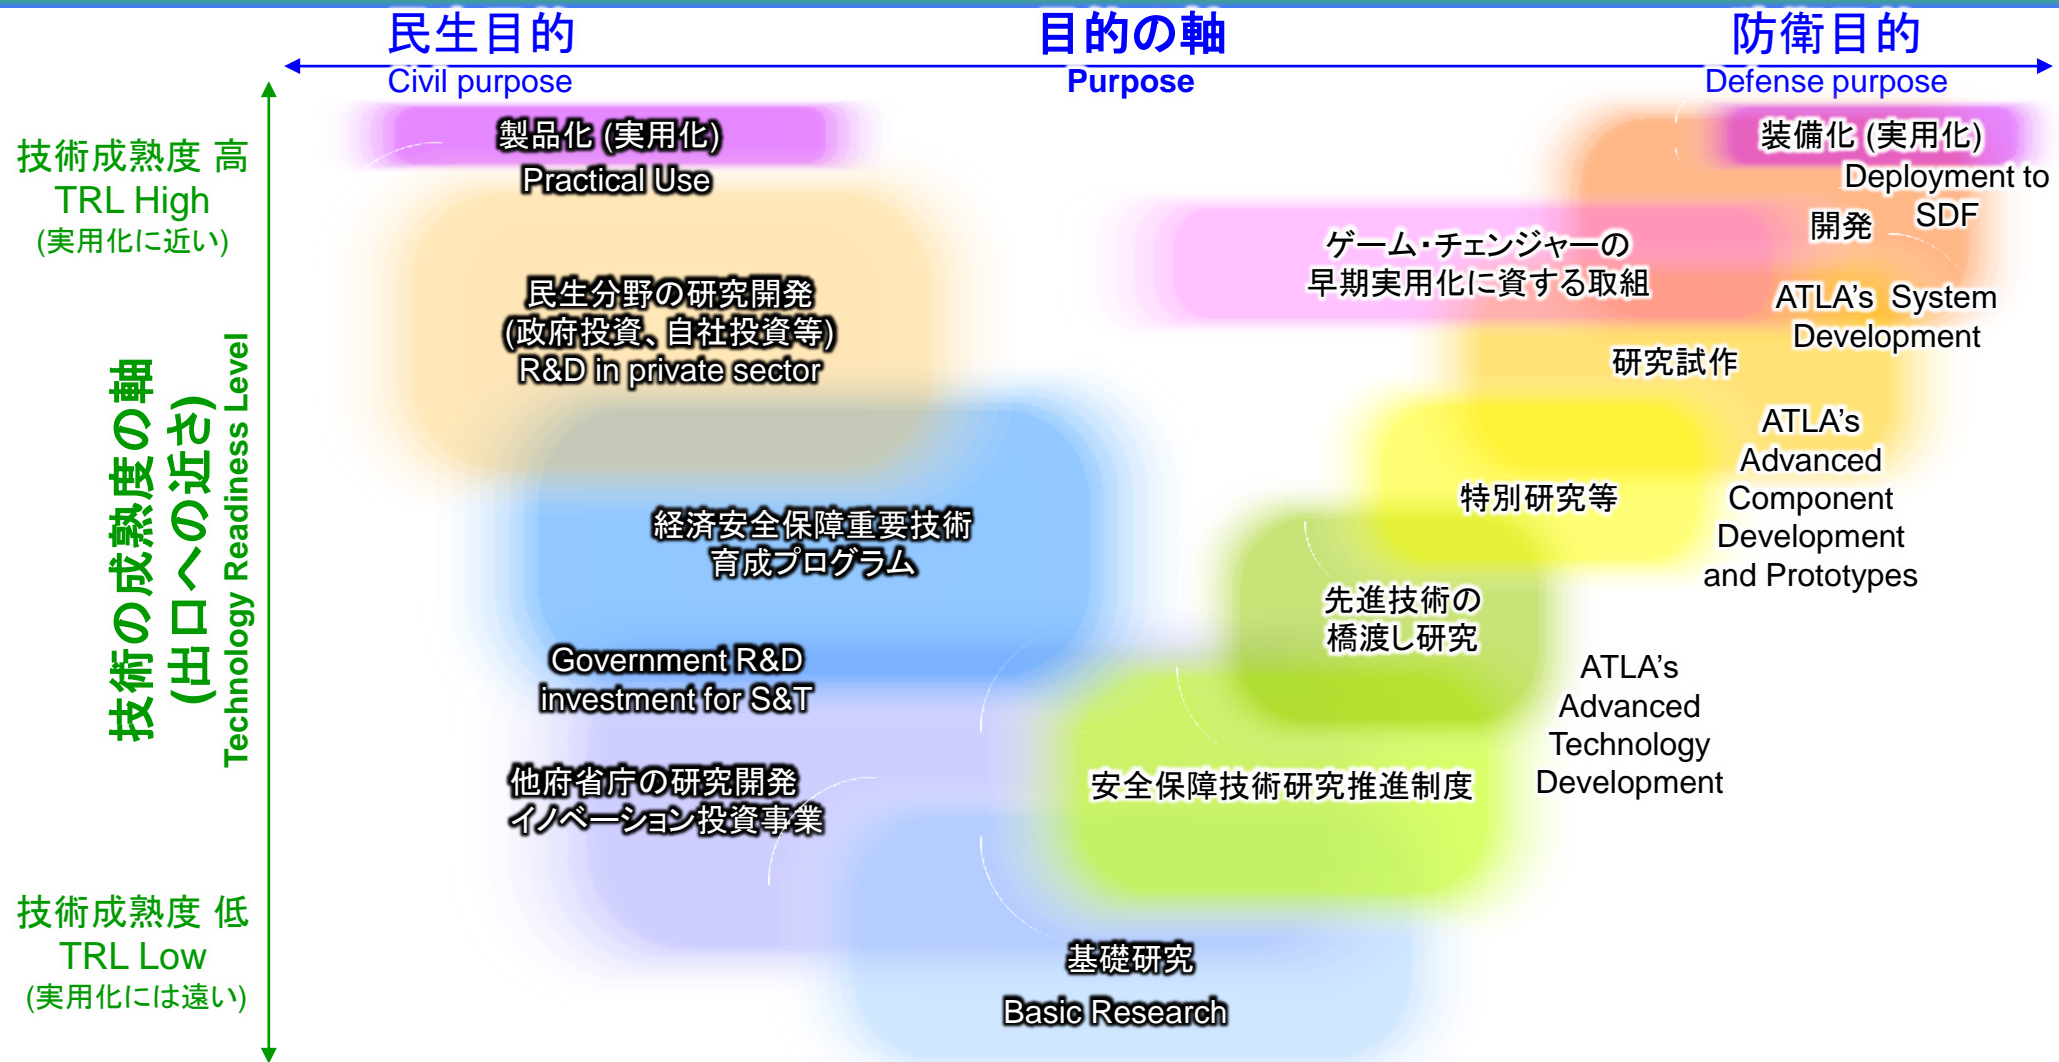 民生目的
Civil purpose
目的の軸
Purpose
防衛目的
Defense purpose
技術成熟度 高
TRL High
(実用化に近い)
技術の成熟度の軸
(出口への近さ)
Technology Readiness Level
技術成熟度 低
TRL Low
(実用化には遠い)
製品化 (実用化)
Practical Use
民生分野の研究開発
(政府投資、自社投資等)
R&D in private sector
経済安全保障重要技術
育成プログラム
Government R&D
investment for S&T
他府省庁の研究開発
イノベーション投資事業
基礎研究
Basic Research
装備化 (実用化)
Deployment to
SDF
開発
ATLA's System
Development
ゲーム・チェンジャーの
早期実用化に資する取組
研究試作
ATLA's
Advanced
Component
Development
and Prototypes
特別研究等
先進技術の
橋渡し研究
ATLA's
Advanced
Technology
Development
安全保障技術研究推進制度